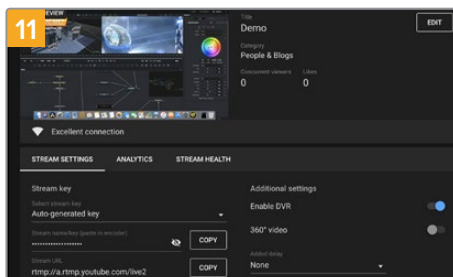 11
PREVIEW
Title
Demo
EDIT
Category
People & Blogs
Concurrent viewers Likes
0 0
Excellent connection
STREAM SETTINGS ANALYTICS STREAM HEALTH
Stream key Additional settings
Select stream key
Auto-generated key
Enable DVR
Stream name/key (paste in encoder)
••••••••••••••••••• COPY
360° video
Stream URL
rtmp://a.rtmp.youtube.com/live2 COPY
Added delay
None